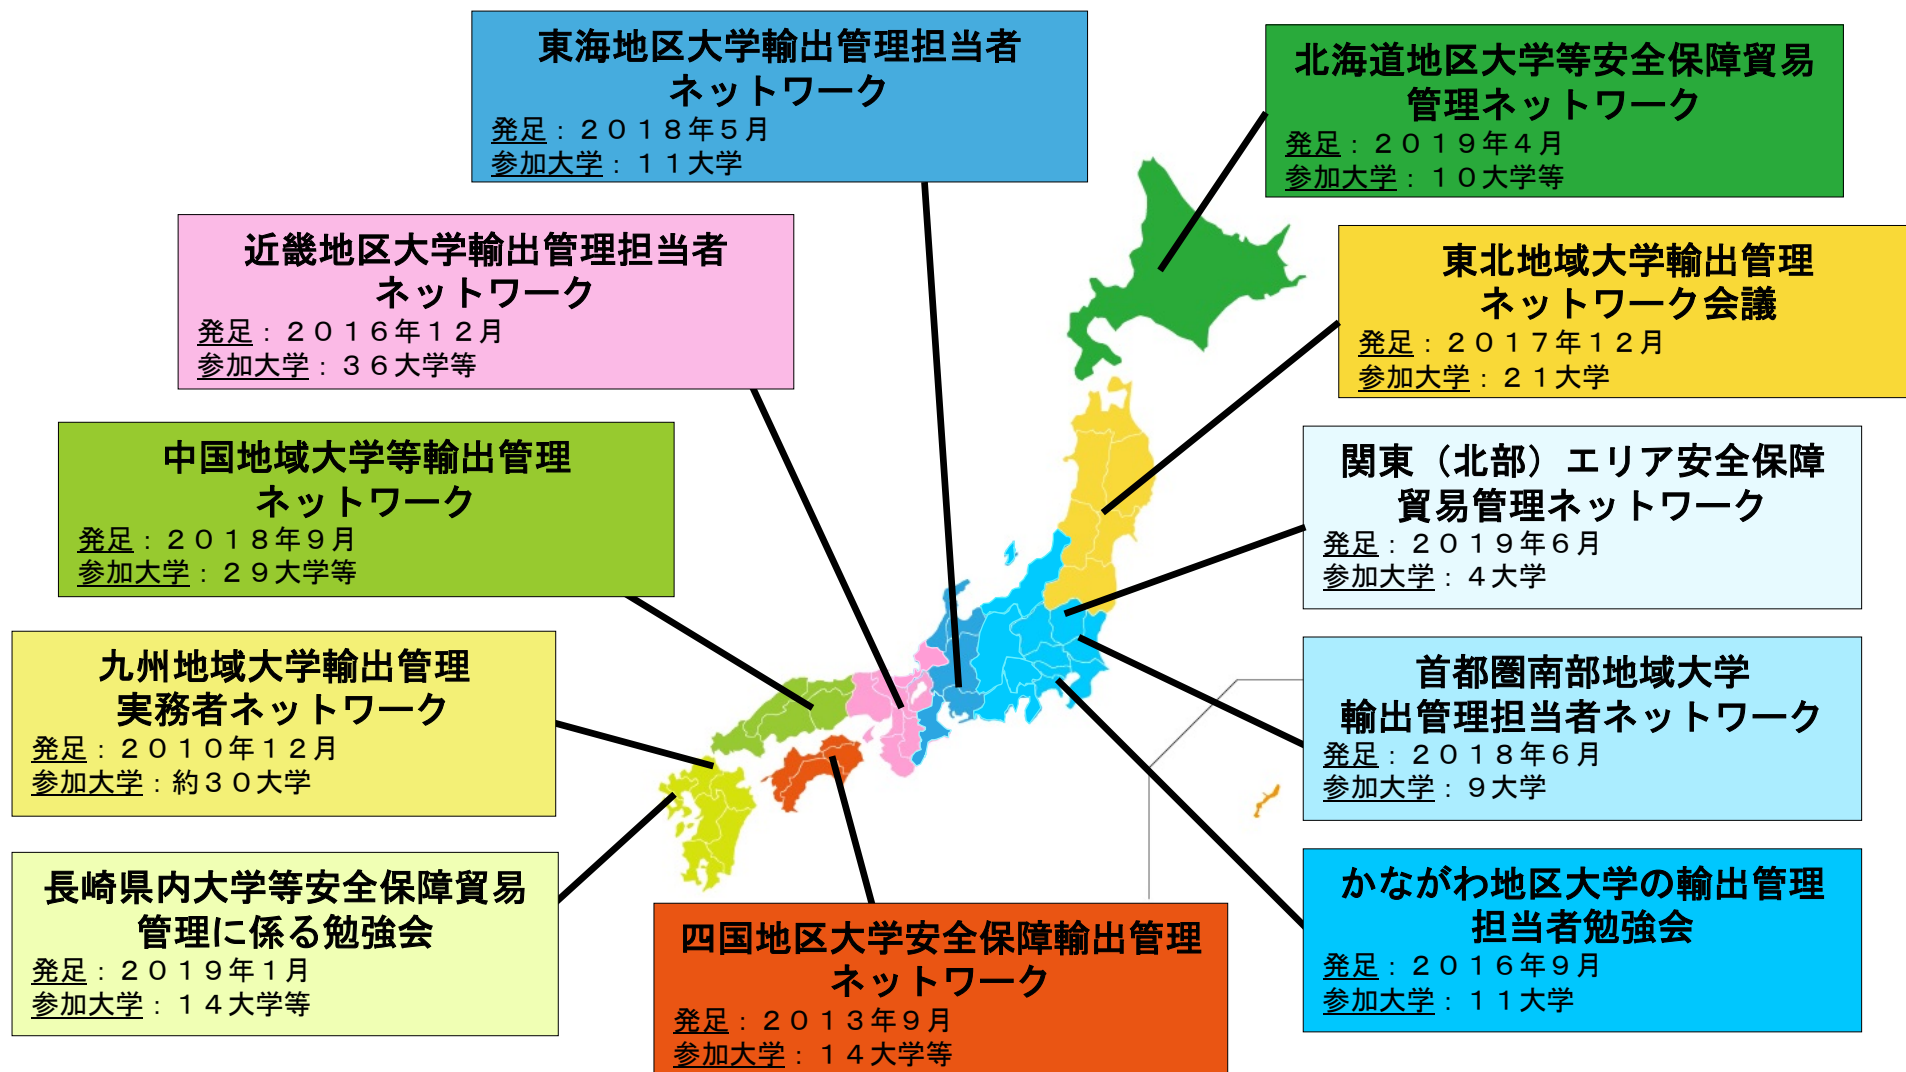 東海地区大学輸出管理担当者
ネットワーク
発足：２０１８年５月
参加大学：１１大学
北海道地区大学等安全保障貿易
管理ネットワーク
発足：２０１９年４月
参加大学：１０大学等
近畿地区大学輸出管理担当者
ネットワーク
発足：２０１６年１２月
参加大学：３６大学等
東北地域大学輸出管理
ネットワーク会議
発足：２０１７年１２月
参加大学：２１大学
中国地域大学等輸出管理
ネットワーク
発足：２０１８年９月
参加大学：２９大学等
関東（北部）エリア安全保障
貿易管理ネットワーク
発足：２０１９年６月
参加大学：４大学
九州地域大学輸出管理
実務者ネットワーク
発足：２０１０年１２月
参加大学：約３０大学
首都圏南部地域大学
輸出管理担当者ネットワーク
発足：２０１８年６月
参加大学：９大学
長崎県内大学等安全保障貿易
管理に係る勉強会
発足：２０１９年１月
参加大学：１４大学等
四国地区大学安全保障輸出管理
ネットワーク
発足：２０１３年９月
参加大学：１４大学等
かながわ地区大学の輸出管理
担当者勉強会
発足：２０１６年９月
参加大学：１１大学